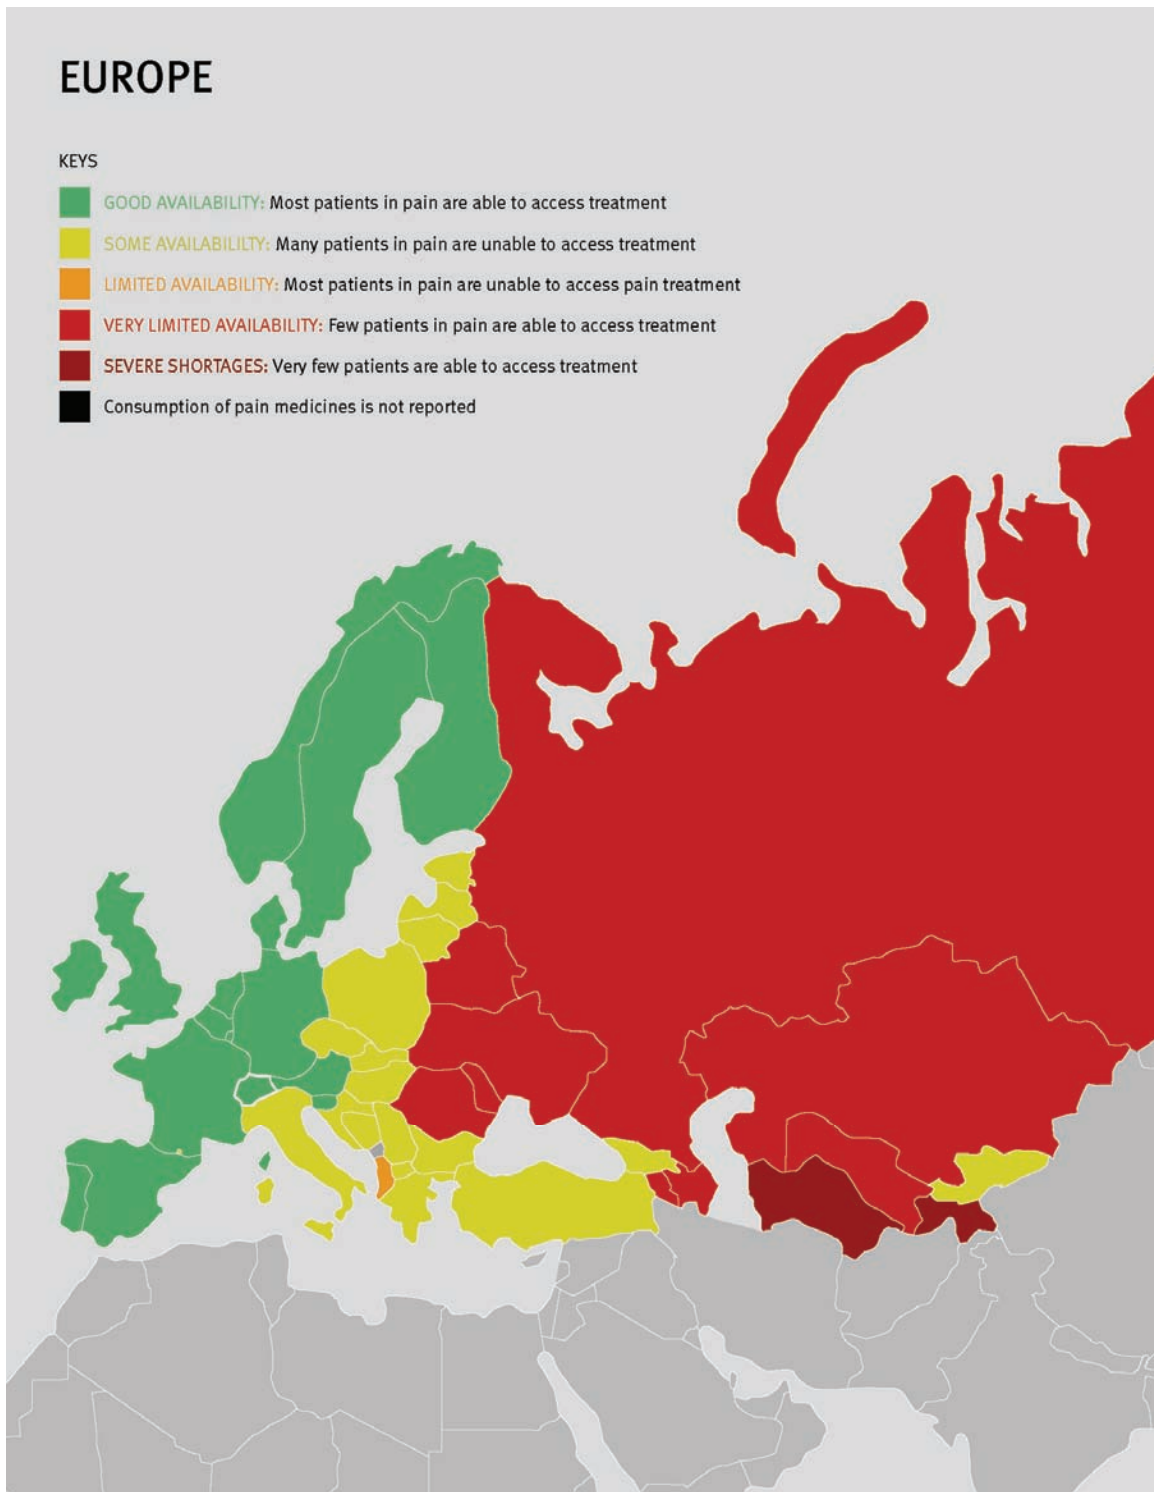 EUROPE
KEYS
GOOD AVAILABILITY: Most patients in pain are able to access treatment
SOME AVAILABILILTY: Many patients in pain are unable to access treatment
LIMITED AVAILABILITY: Most patients in pain are unable to access pain treatment
VERY LIMITED AVAILABILITY: Few patients in pain are able to access treatment
SEVERE SHORTAGES: Very few patients are able to access treatment
Consumption of pain medicines is not reported